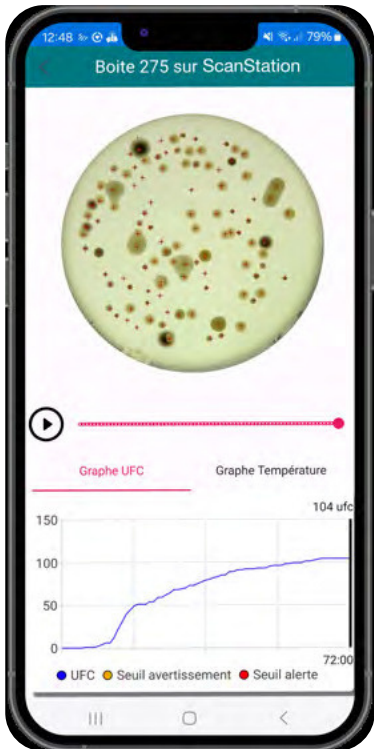 12:48 79%
Boite 275 sur ScanStation
Graphe UFC Graphe Température
104 ufc
150
100
50
0
72:00
UFC Seuil avertissement Seuil alerte